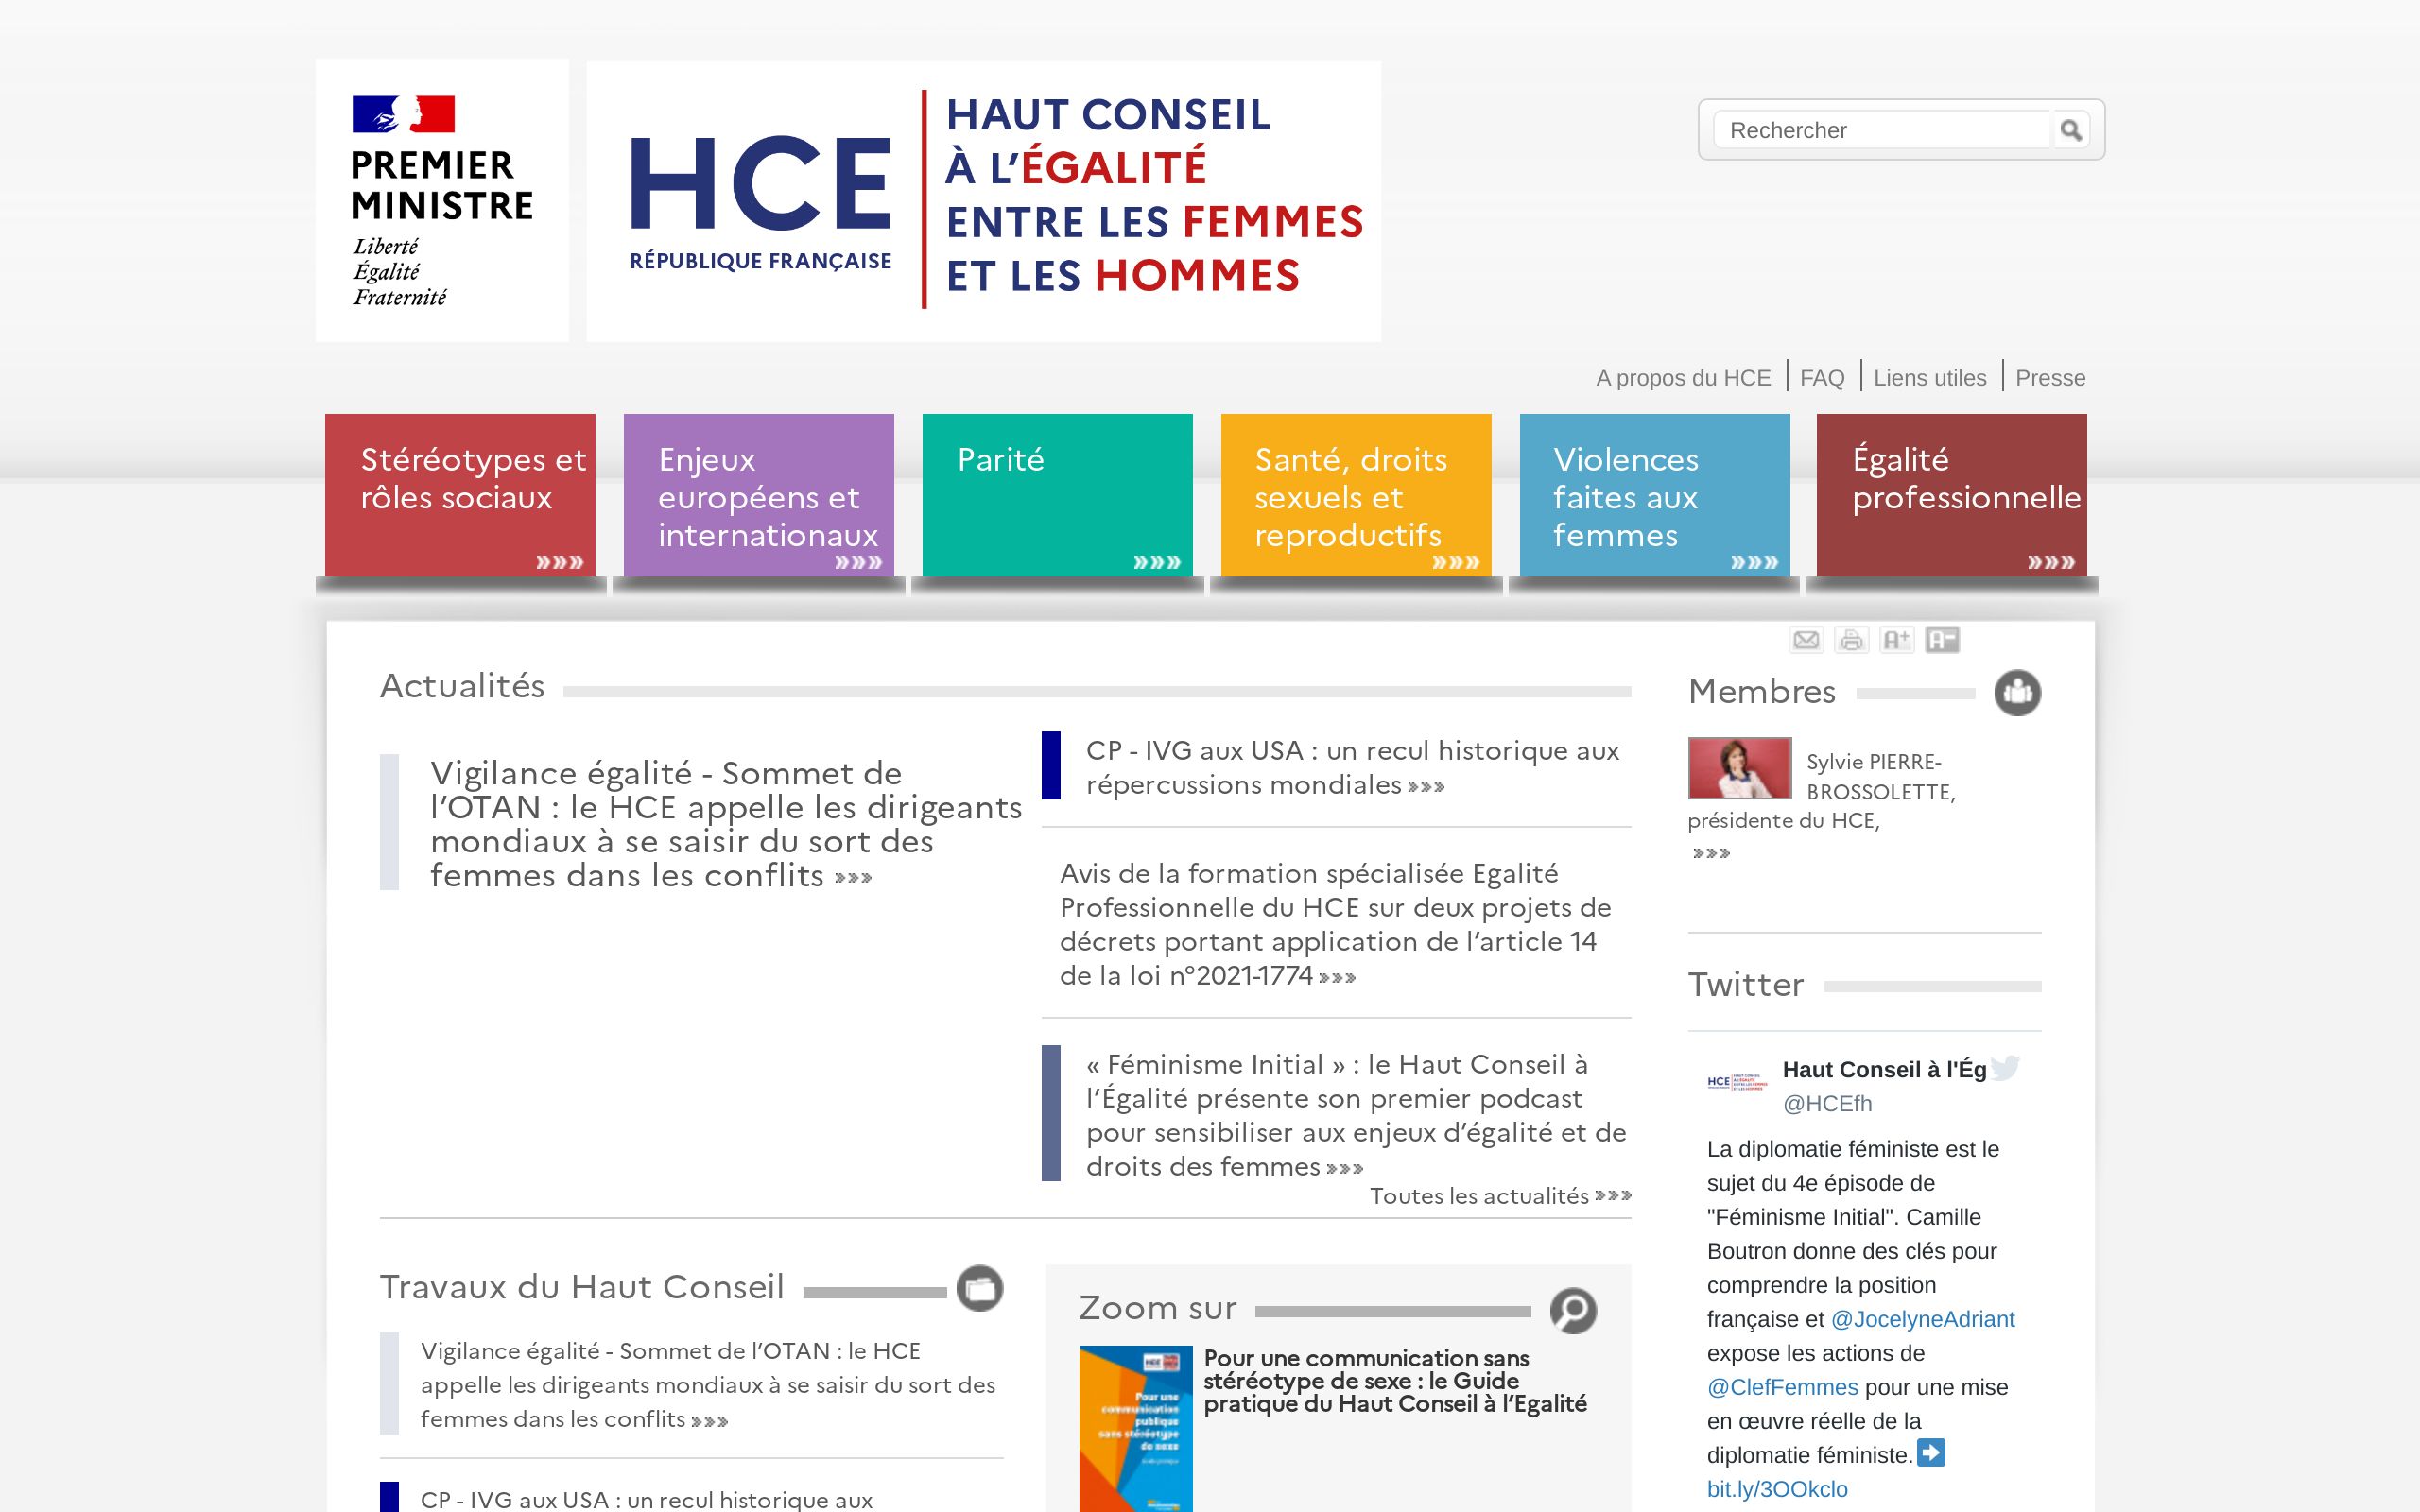 PREMIER
MINISTRE
Liberté
Égalité
Fraternité
HCE
RÉPUBLIQUE FRANÇAISE
HAUT CONSEIL
À L’ÉGALITÉ
ENTRE LES FEMMES
ET LES HOMMES
Rechercher
A propos du HCE
FAQ
Liens utiles
Presse
Stéréotypes et
rôles sociaux
Enjeux
européens et
internationaux
Parité
Santé, droits
sexuels et
reproductifs
Violences
faites aux
femmes
Égalité
professionnelle
A+
A-
Actualités
Vigilance égalité - Sommet de
l’OTAN : le HCE appelle les dirigeants
mondiaux à se saisir du sort des
femmes dans les conflits
CP - IVG aux USA : un recul historique aux
répercussions mondiales
Avis de la formation spécialisée Egalité
Professionnelle du HCE sur deux projets de
décrets portant application de l’article 14
de la loi n°2021-1774
« Féminisme Initial » : le Haut Conseil à
l’Égalité présente son premier podcast
pour sensibiliser aux enjeux d’égalité et de
droits des femmes
Toutes les actualités
Membres
Sylvie PIERRE-
BROSSOLETTE,
présidente du HCE,
Twitter
HCE
Haut Conseil à l'Ég
@HCEfh
La diplomatie féministe est le
sujet du 4e épisode de
"Féminisme Initial". Camille
Boutron donne des clés pour
comprendre la position
française et @JocelyneAdriant
expose les actions de
@ClefFemmes pour une mise
en œuvre réelle de la
diplomatie féministe.
bit.ly/3OOkclo
Travaux du Haut Conseil
Vigilance égalité - Sommet de l’OTAN : le HCE
appelle les dirigeants mondiaux à se saisir du sort des
femmes dans les conflits
CP - IVG aux USA : un recul historique aux
Zoom sur
Pour une
communication
publique
sans stéréotype
de sexe
Pour une communication sans
stéréotype de sexe : le Guide
pratique du Haut Conseil à l’Egalité